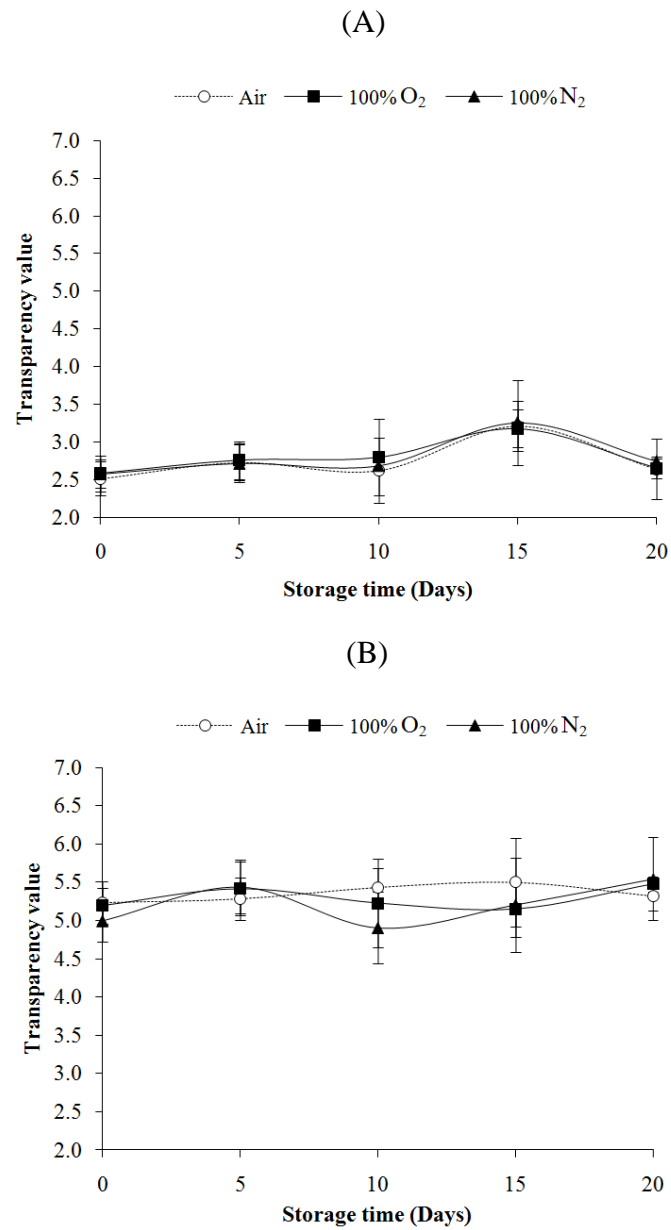 (A)
Air 100% O₂ 100% N₂
7.0
6.5
6.0
5.5
5.0
4.5
4.0
3.5
3.0
2.5
2.0
Transparency value
0 5 10 15 20
Storage time (Days)
(B)
Air 100% O₂ 100% N₂
7.0
6.5
6.0
5.5
5.0
4.5
4.0
3.5
3.0
2.5
2.0
Transparency value
0 5 10 15 20
Storage time (Days)